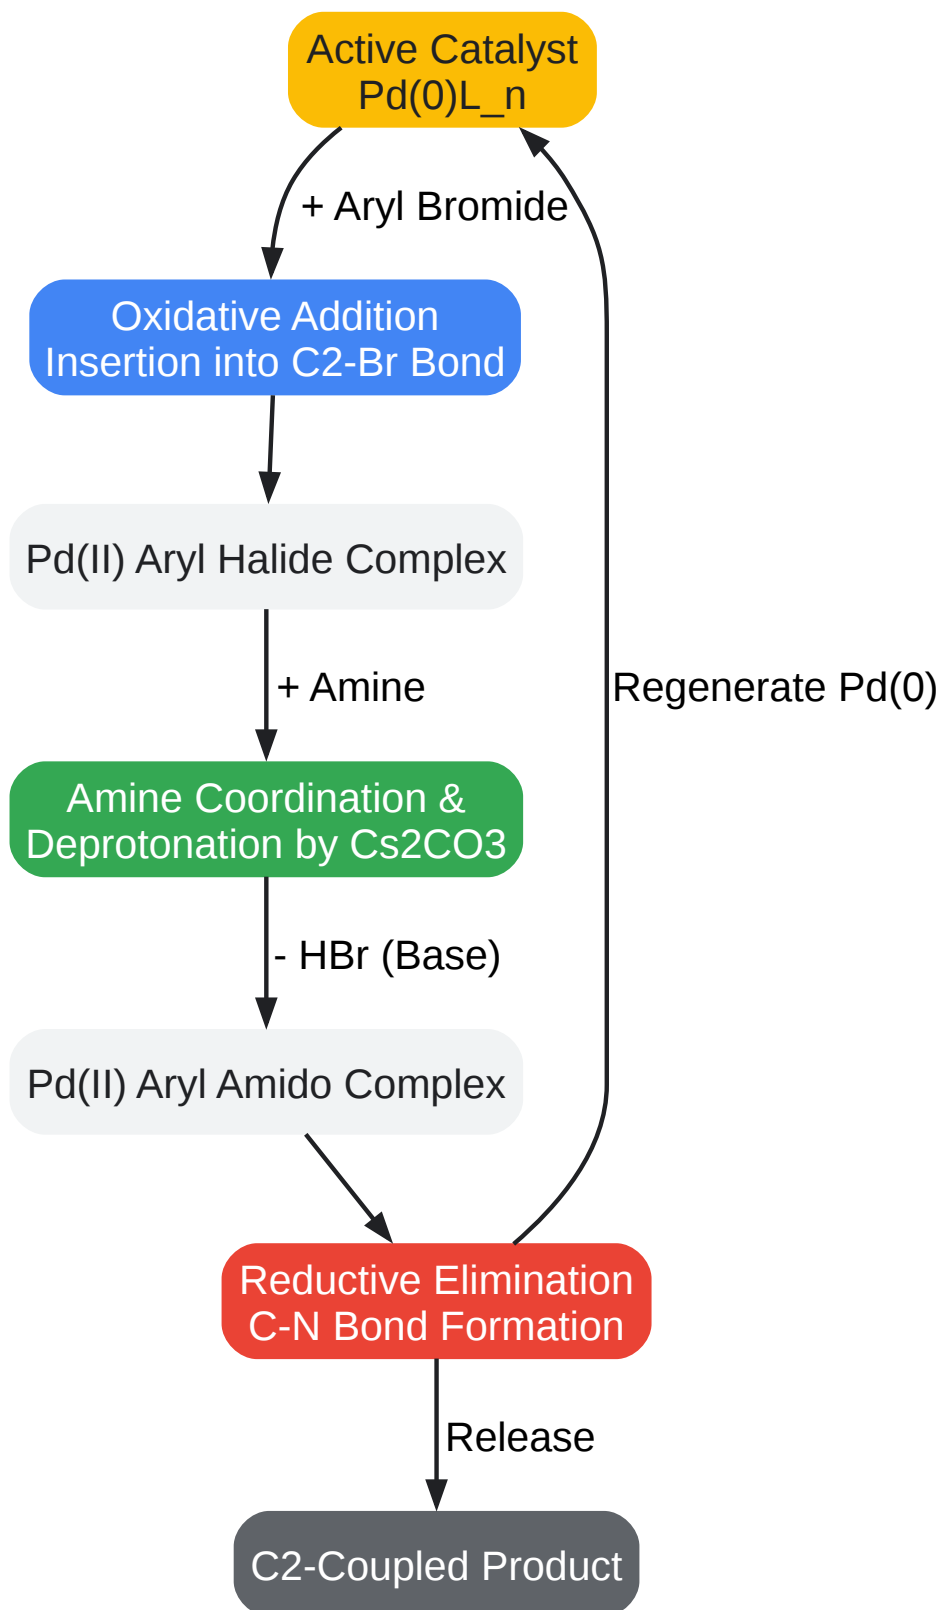 Active Catalyst
Pd(0)L_n
+ Aryl Bromide
Oxidative Addition
Insertion into C2-Br Bond
Pd(II) Aryl Halide Complex
+ Amine
Regenerate Pd(0)
Amine Coordination &
Deprotonation by Cs2CO3
- HBr (Base)
Pd(II) Aryl Amido Complex
Reductive Elimination
C-N Bond Formation
Release
C2-Coupled Product